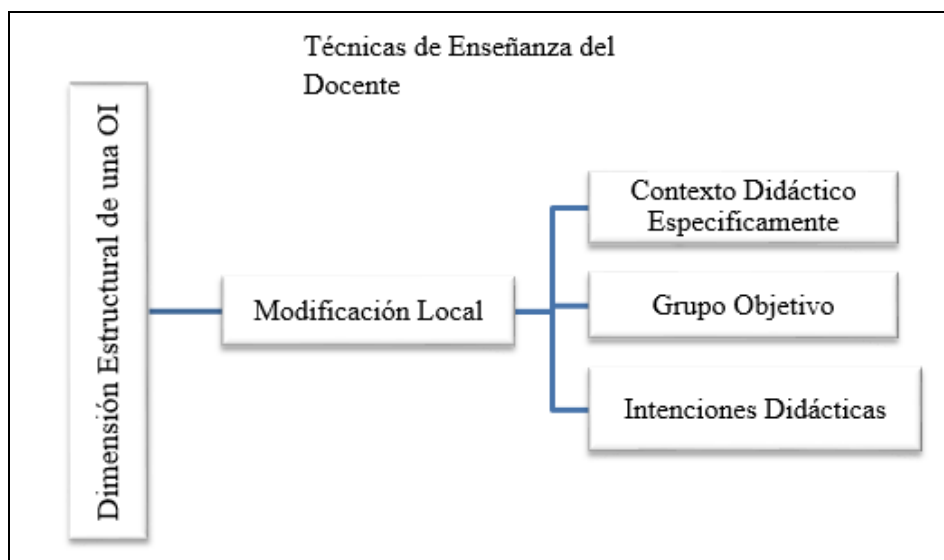 Técnicas de Enseñanza del
Docente
Dimensión Estructural de una OI
Modificación Local
Contexto Didáctico
Especificamente
Grupo Objetivo
Intenciones Didácticas